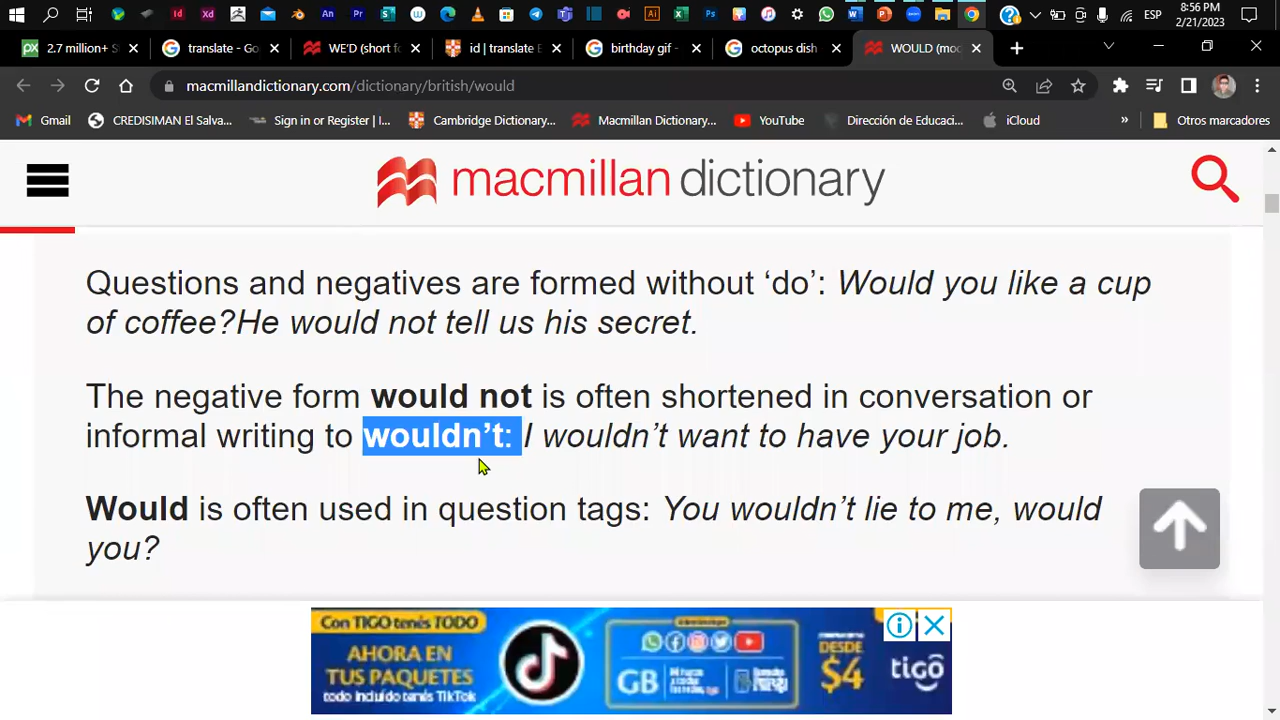 8:56 PM
ESP
2/21/2023
2.7 million+ S
translate - Go
WE'D (short fo
id | translate E
birthday gif -
octopus dish
WOULD (mod
macmillandictionary.com/dictionary/british/would
Gmail
CREDISIMAN El Salva...
Sign in or Register | I...
Cambridge Dictionary...
Macmillan Dictionary...
YouTube
Dirección de Educaci...
iCloud
»
Otros marcadores
macmillan dictionary
Questions and negatives are formed without ‘do’: Would you like a cup
of coffee?He would not tell us his secret.
The negative form would not is often shortened in conversation or
informal writing to wouldn’t: I wouldn’t want to have your job.
Would is often used in question tags: You wouldn’t lie to me, would
you?
Con TIGO tenés TODO
AHORA EN
TUS PAQUETES
todo incluido tanis TikTok
GB
DESDE
$4
tigo